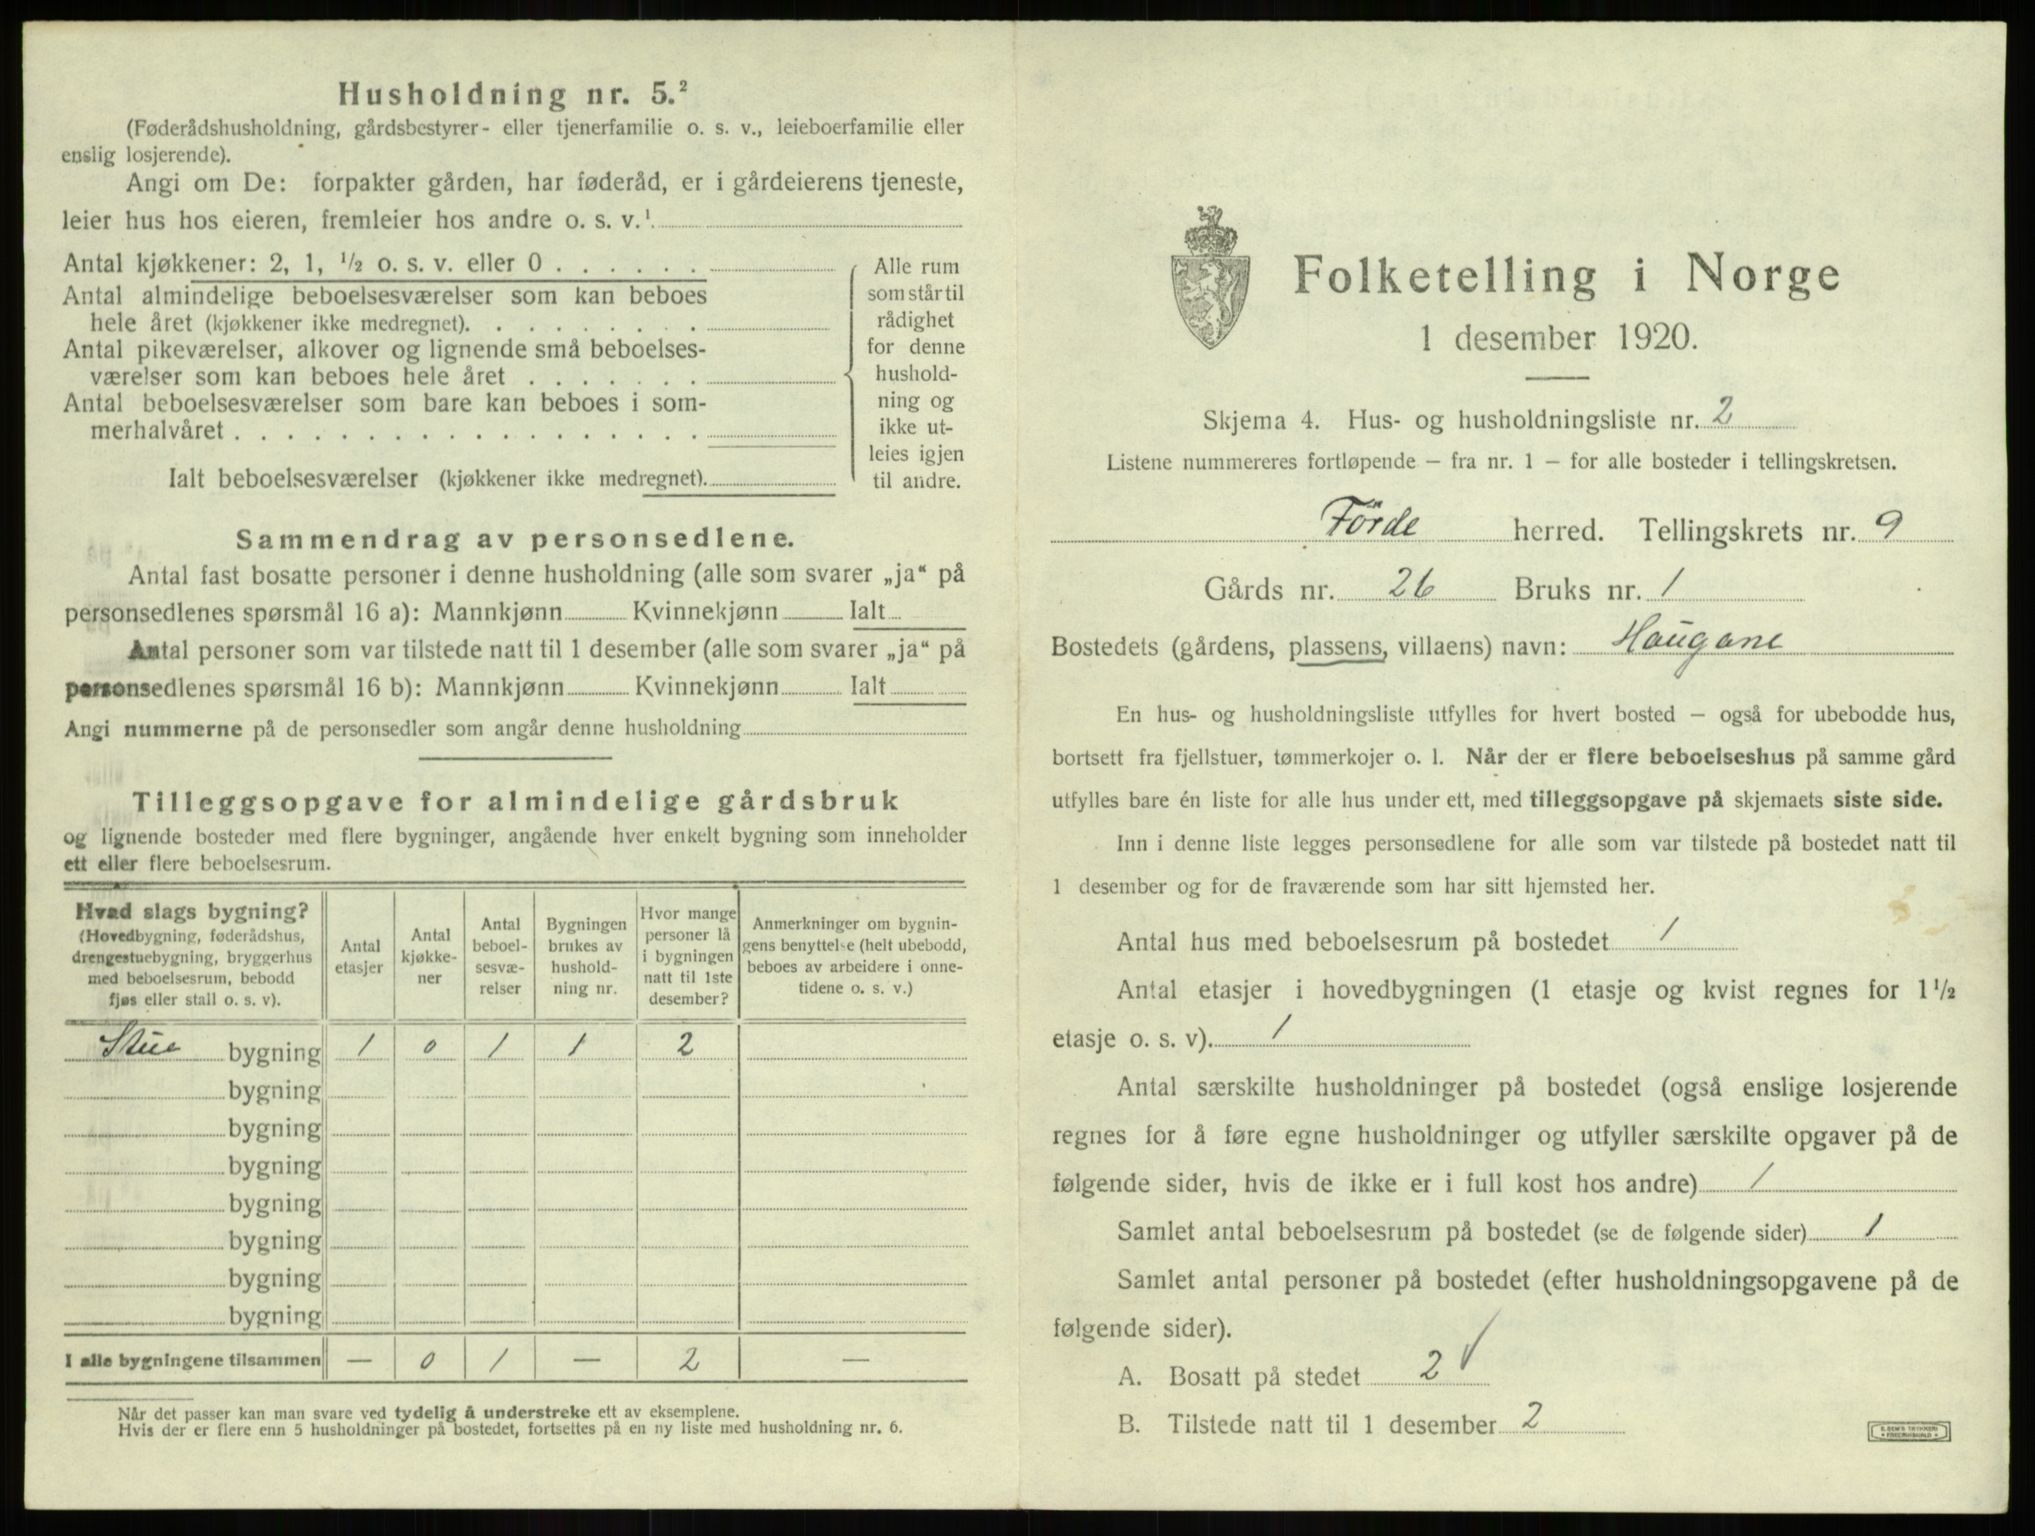 Husholdning nr. 5.²
(Føderådshusholdning, gårdsbestyrer- eller tjenerfamilie o. s. v., leieboerfamilie eller
enslig losjerende).
Angi om De: forpakter gården, har føderåd, er i gårdeierens tjeneste,
leier hus hos eieren, fremleier hos andre o. s. v.¹
Antal kjøkkener: 2, 1, ½ o. s. v. eller 0 . . . . . .
Antal almindelige beboelsesværelser som kan beboes
hele året (kjøkkener ikke medregnet). . . . . . . . .
Antal pikeværelser, alkover og lignende små beboelses-
værelser som kan beboes hele året . . . . . . .
Antal beboelsesværelser som bare kan beboes i som-
merhalvåret . . . . . . . . . . . . . . . . . .
Ialt beboelsesværelser (kjøkkener ikke medregnet).
Alle rum
som står til
rådighet
for denne
hushold-
ning og
ikke ut-
leies igjen
til andre.
Sammendrag av personsedlene.
Antal fast bosatte personer i denne husholdning (alle som svarer „ja“ på
personsedlenes spørsmål 16 a): Mannkjønn Kvinnekjønn Ialt
Antal personer som var tilstede natt til 1 desember (alle som svarer „ja“ på
personsedlenes spørsmål 16 b): Mannkjønn Kvinnekjønn Ialt
Angi nummerne på de personsedler som angår denne husholdning
Tilleggsopgave for almindelige gårdsbruk
og lignende bosteder med flere bygninger, angående hver enkelt bygning som inneholder
ett eller flere beboelsesrum.
Hvad slags bygning?
(Hovedbygning, føderådshus,
drengestuebygning, bryggerhus
med beboelsesrum, bebodd
fjøs eller stall o. s. v).
Antal
etasjer
Antal
kjøkke-
ner
Antal
beboel-
sesvæ-
relser
Bygningen
brukes av
hushold-
ning nr.
Hvor mange
personer lå
i bygningen
natt til 1ste
desember?
Anmerkninger om bygnin-
gens benyttelse (helt ubebodd,
beboes av arbeidere i onne-
tidene o. s. v.)
Stue bygning 1 0 1 1 2
bygning
bygning
bygning
bygning
bygning
bygning
bygning
I alle bygningene tilsammen — 0 1 — 2 —
Når det passer kan man svare ved tydelig å understreke ett av eksemplene.
Hvis der er flere enn 5 husholdninger på bostedet, fortsettes på en ny liste med husholdning nr. 6.
Folketelling i Norge
1 desember 1920.
Skjema 4. Hus- og husholdningsliste nr. 2
Listene nummereres fortløpende — fra nr. 1 — for alle bosteder i tellingskretsen.
Förde herred. Tellingskrets nr. 9
Gårds nr. 26 Bruks nr. 1
Bostedets (gårdens, plassens, villaens) navn: Haugane
En hus- og husholdningsliste utfylles for hvert bosted — også for ubebodde hus,
bortsett fra fjellstuer, tømmerkojer o. l. Når der er flere beboelseshus på samme gård
utfylles bare én liste for alle hus under ett, med tilleggsopgave på skjemaets siste side.
Inn i denne liste legges personsedlene for alle som var tilstede på bostedet natt til
1 desember og for de fraværende som har sitt hjemsted her.
Antal hus med beboelsesrum på bostedet 1
Antal etasjer i hovedbygningen (1 etasje og kvist regnes for 1½
etasje o. s. v). 1
Antal særskilte husholdninger på bostedet (også enslige losjerende
regnes for å føre egne husholdninger og utfyller særskilte opgaver på de
følgende sider, hvis de ikke er i full kost hos andre) 1
Samlet antal beboelsesrum på bostedet (se de følgende sider) 1
Samlet antal personer på bostedet (efter husholdningsopgavene på de
følgende sider).
A. Bosatt på stedet 2 ✓
B. Tilstede natt til 1 desember 2